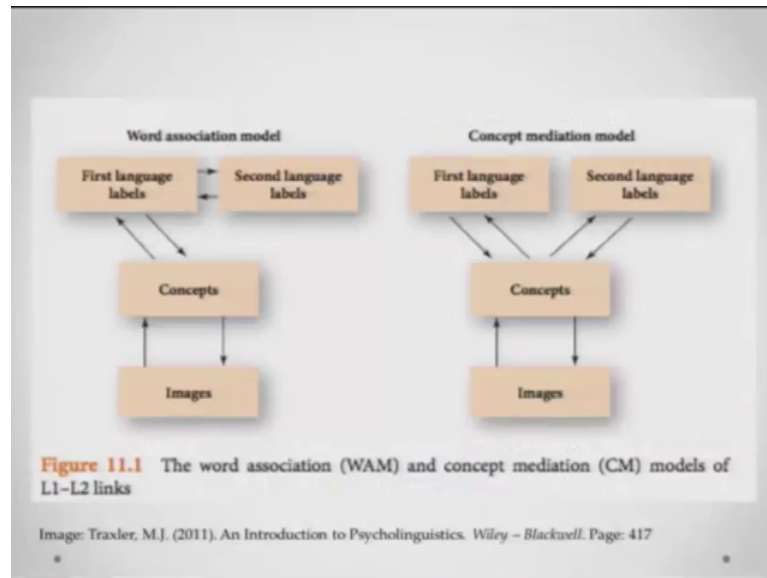 Word association model
First language
labels
Second language
labels
Concepts
Images
Concept mediation model
First language
labels
Second language
labels
Concepts
Images
Figure 11.1 The word association (WAM) and concept mediation (CM) models of
L1–L2 links
Image: Traxler, M.J. (2011). An Introduction to Psycholinguistics. Wiley – Blackwell. Page: 417